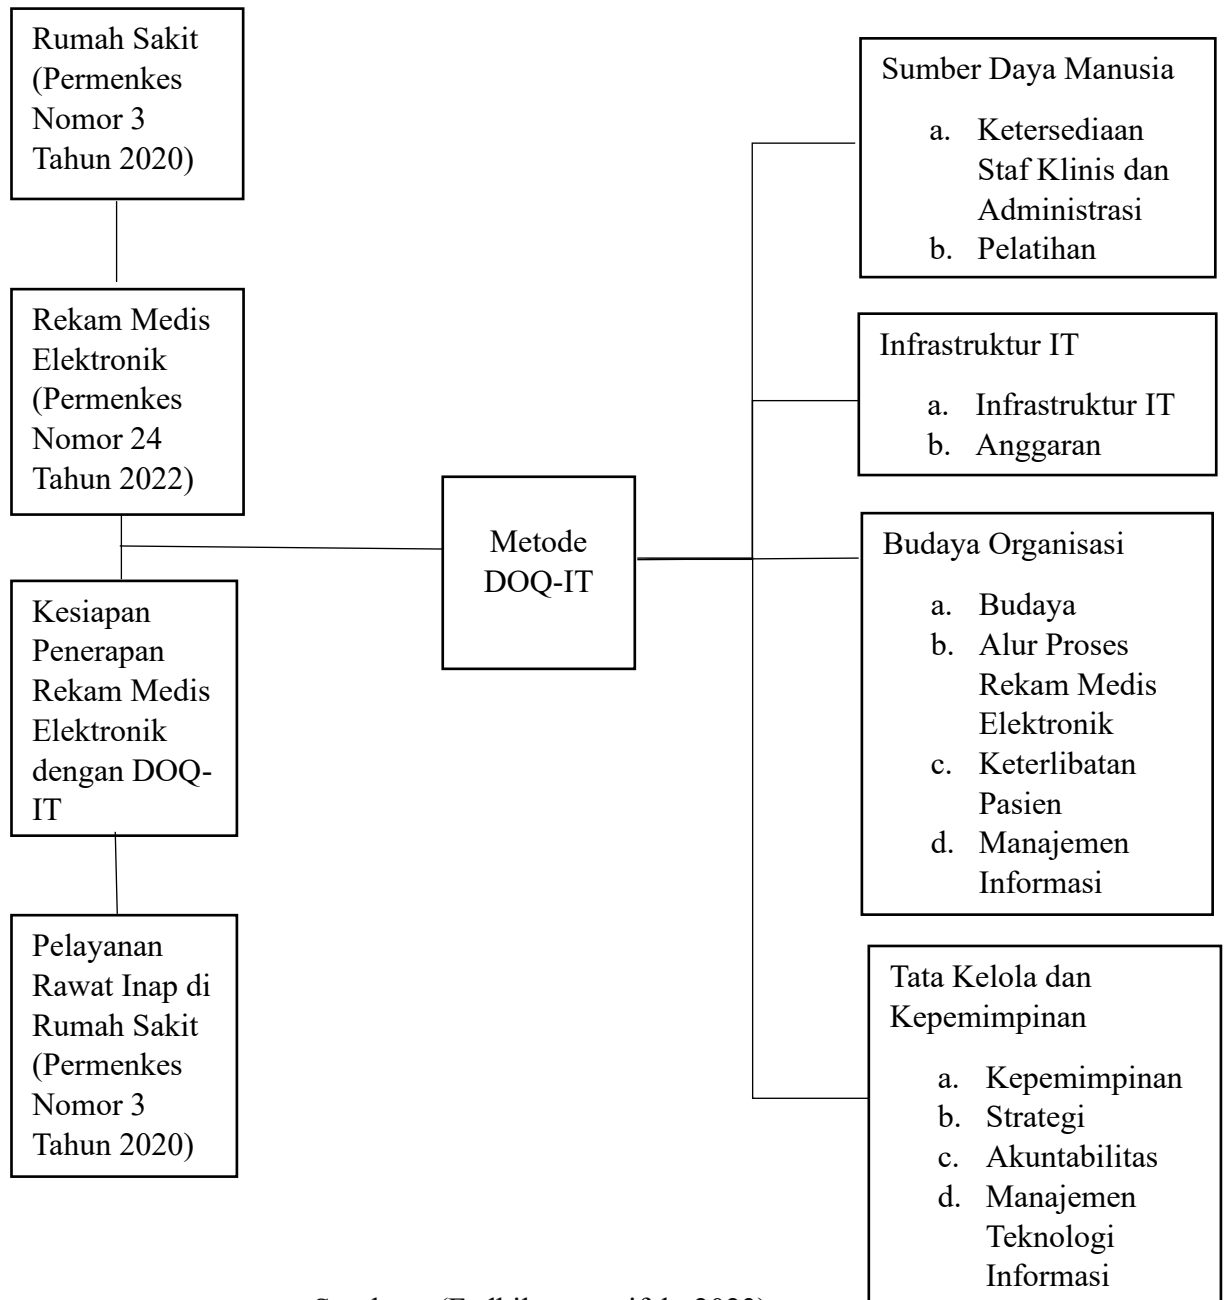 Rumah Sakit
(Permenkes
Nomor 3
Tahun 2020)
Rekam Medis
Elektronik
(Permenkes
Nomor 24
Tahun 2022)
Kesiapan
Penerapan
Rekam Medis
Elektronik
dengan DOQ-
IT
Pelayanan
Rawat Inap di
Rumah Sakit
(Permenkes
Nomor 3
Tahun 2020)
Metode
DOQ-IT
Sumber Daya Manusia
a. Ketersediaan
Staf Klinis dan
Administrasi
b. Pelatihan
Infrastruktur IT
a. Infrastruktur IT
b. Anggaran
Budaya Organisasi
a. Budaya
b. Alur Proses
Rekam Medis
Elektronik
c. Keterlibatan
Pasien
d. Manajemen
Informasi
Tata Kelola dan
Kepemimpinan
a. Kepemimpinan
b. Strategi
c. Akuntabilitas
d. Manajemen
Teknologi
Informasi